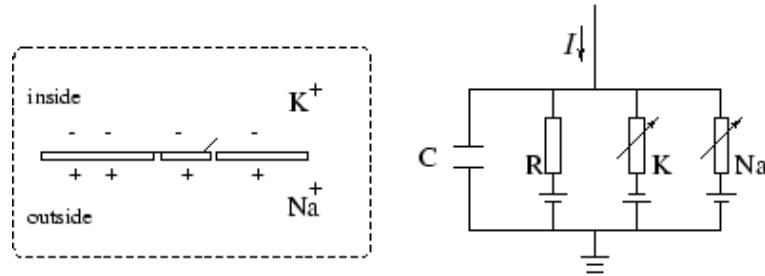 inside
K+
- - - -
+ + + +
Na+
outside
I
C
R
K
Na